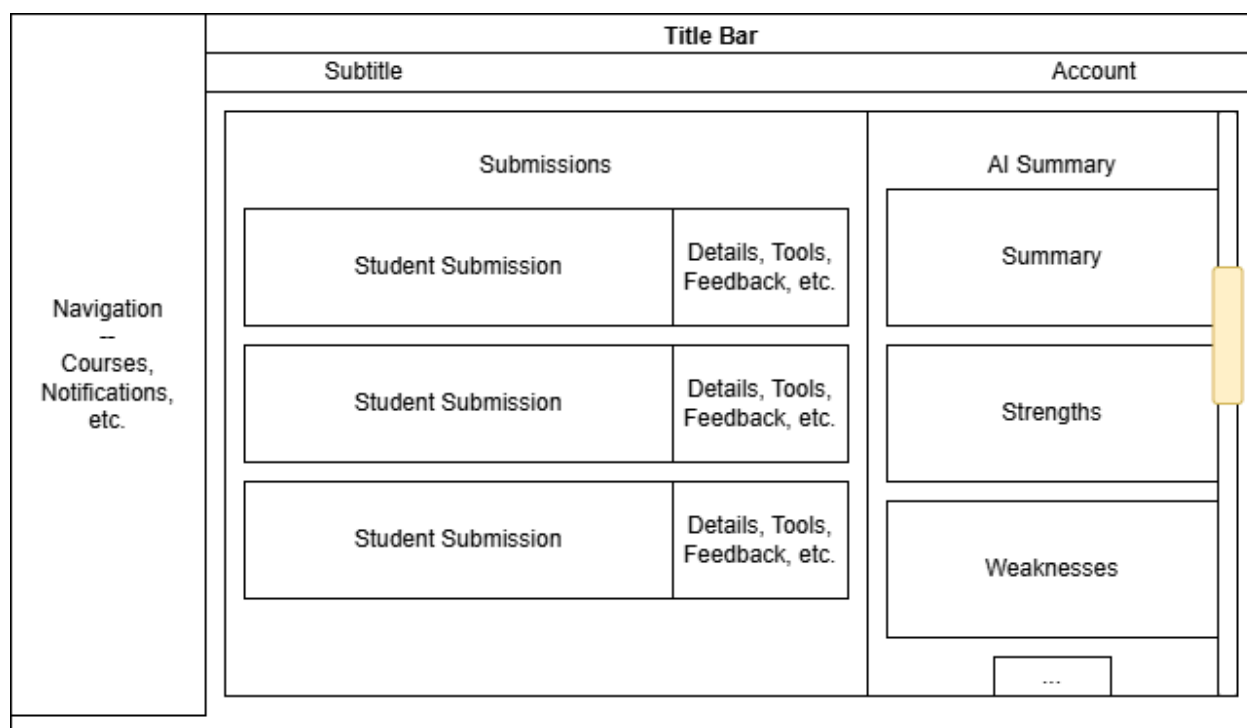 Title Bar
Subtitle
Account
Navigation
--
Courses,
Notifications,
etc.
Submissions
Student Submission
Details, Tools,
Feedback, etc.
Student Submission
Details, Tools,
Feedback, etc.
Student Submission
Details, Tools,
Feedback, etc.
AI Summary
Summary
Strengths
Weaknesses
...